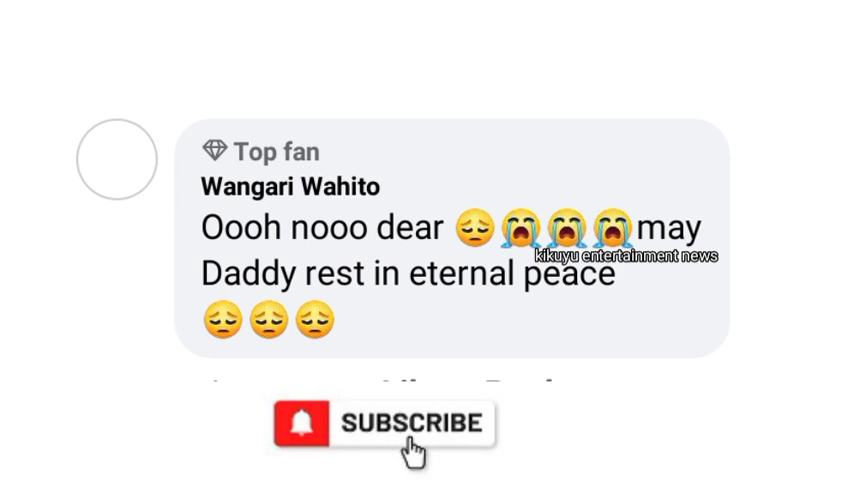 Top fan
Wangari Wahito
Oooh nooo dear 😔😭😭😭may
kikuyu entertainment news
Daddy rest in eternal peace
😔😔😔
SUBSCRIBE